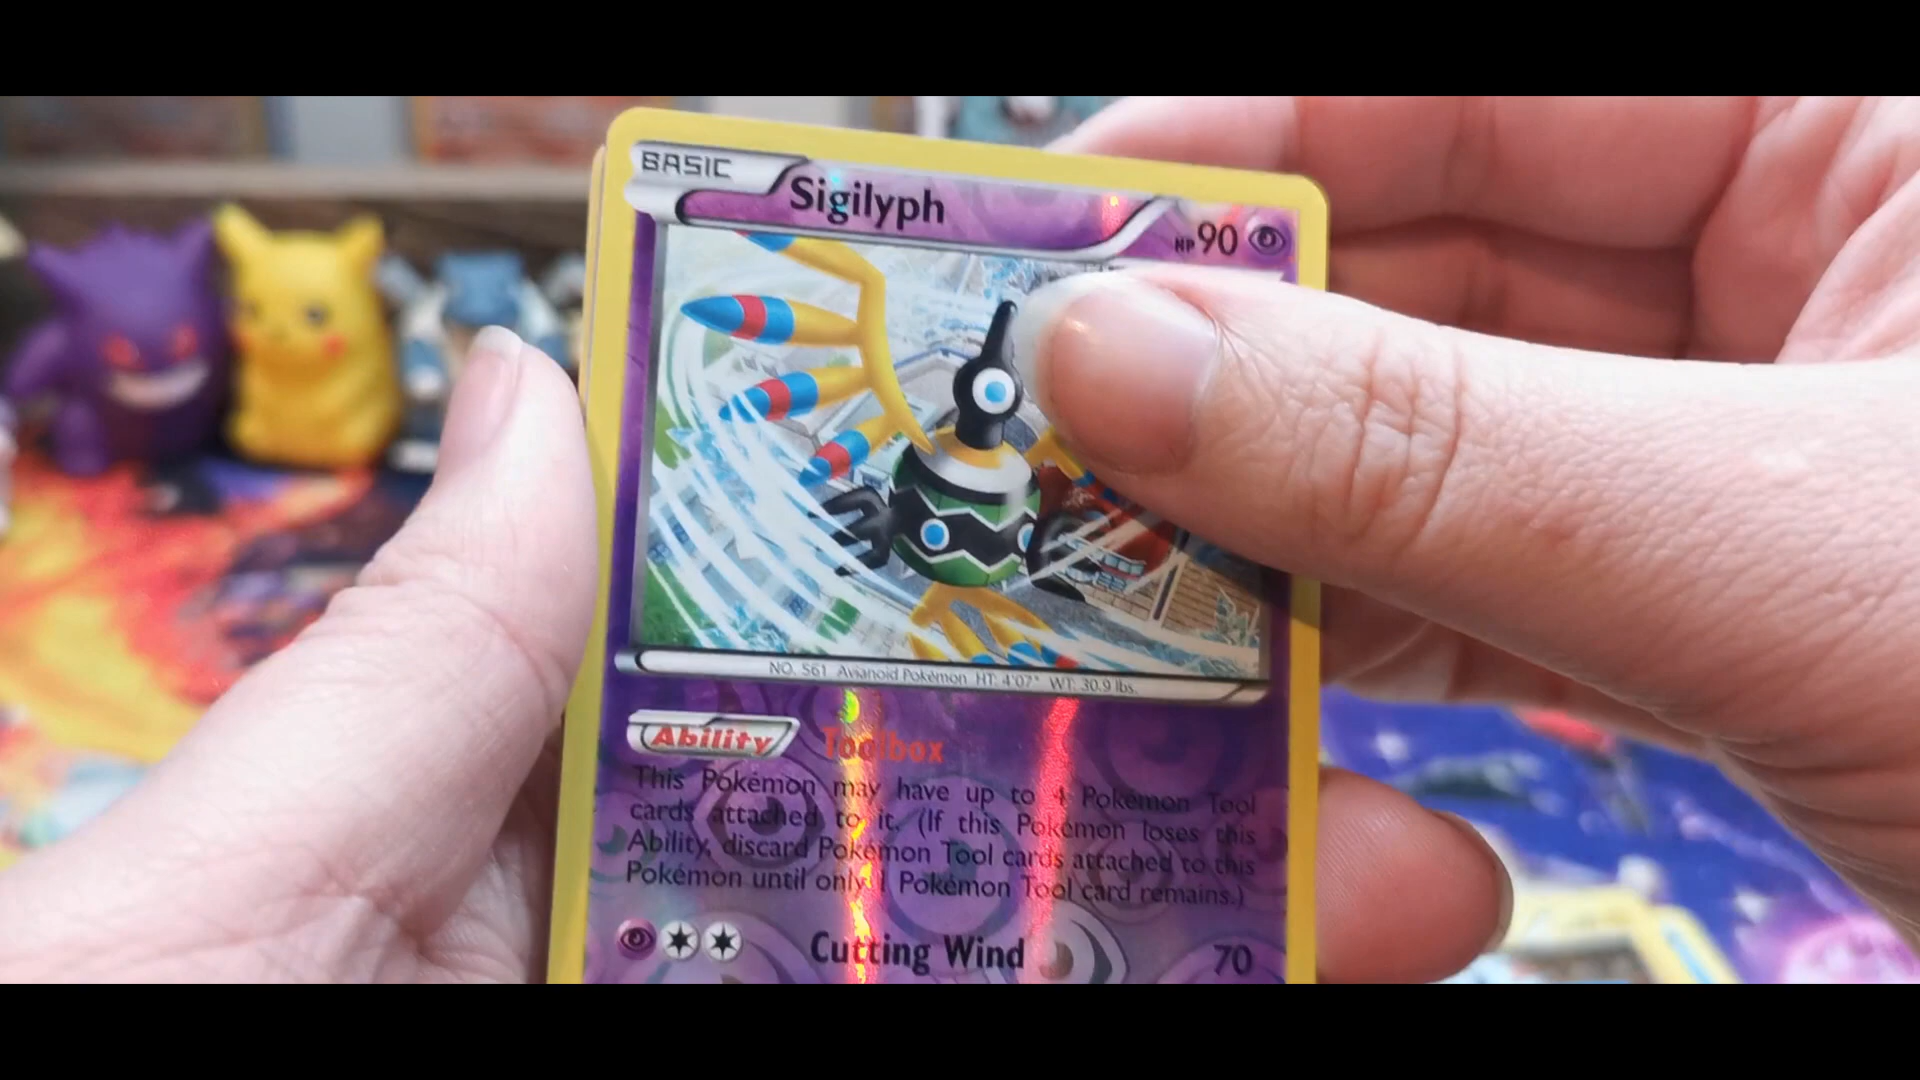 BASIC
Sigilyph
HP 90
NO. 561 Avianoid Pokémon HT: 4'07" WT: 30.9 lbs.
Ability Toolbox
This Pokémon may have up to 4 Pokémon Tool
cards attached to it. (If this Pokémon loses this
Ability, discard Pokémon Tool cards attached to this
Pokémon until only 1 Pokémon Tool card remains.)
Cutting Wind 70